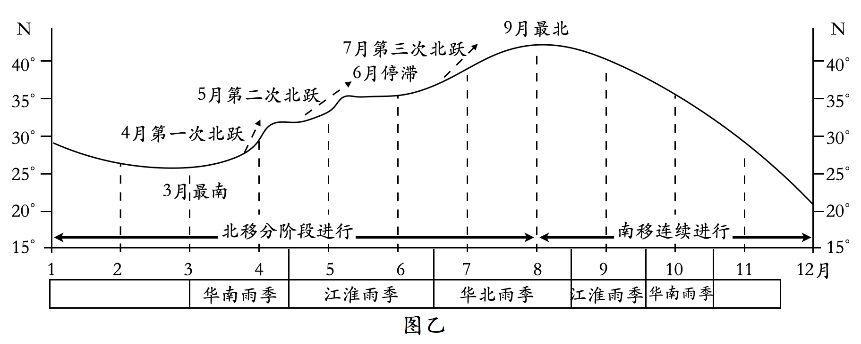 N N
9月最北
7月第三次北跃
40° 40°
6月停滞
5月第二次北跃
35° 35°
4月第一次北跃
30° 30°
25° 25°
3月最南
20° 20°
北移分阶段进行 南移连续进行
15° 15°
1 2 3 4 5 6 7 8 9 10 11 12月
华南雨季 江淮雨季 华北雨季 江淮雨季 华南雨季
图乙